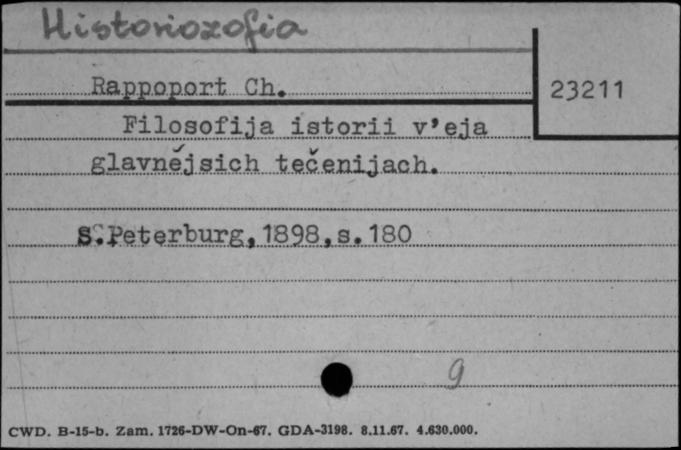 Historiozofia
Rappoport Ch.
23211
Filosofija istorii v'eja
glavnéjsich tečenijach.
S.Peterburg,1898,s.180
9
CWD. B-15-b. Zam. 1726-DW-On-67. GDA-3198. 8.11.67. 4.630.000.